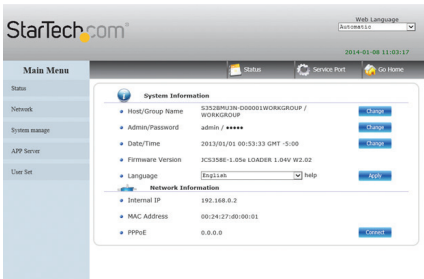 StarTech.com
Web Language
Automatic
2014-01-08 11:03:17
Main Menu
Status
Service Port
Go Home
Status
Network
System manage
APP Server
User Set
System Information
Host/Group Name
S3528MU3N-D00001WORKGROUP /
WORKGROUP
Change
Admin/Password
admin / •••••
Change
Date/Time
2013/01/01 00:53:33 GMT -5:00
Change
Firmware Version
ICS358E-1.05e LOADER 1.04V W2.02
Language
English
help
Apply
Network Information
Internal IP
192.168.0.2
MAC Address
00:24:27:d0:00:01
PPPoE
0.0.0.0
Connect